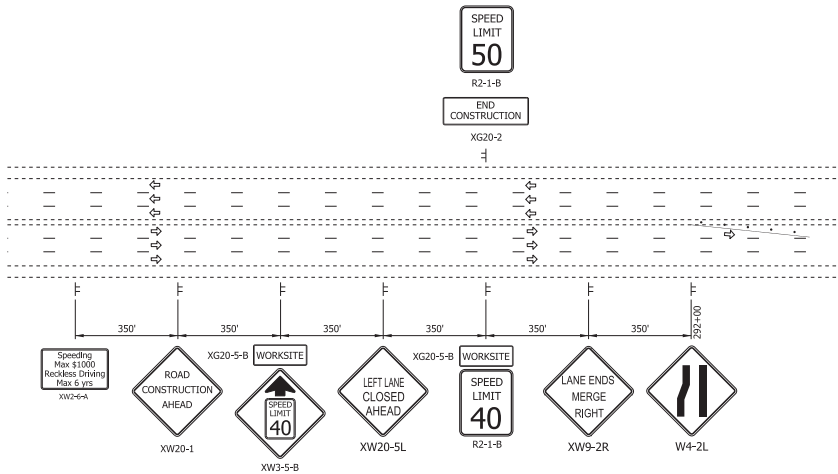 SPEED
LIMIT
50
R2-1-B
END
CONSTRUCTION
XG20-2
350'
350'
350'
350'
350'
350'
292+00
Speeding
Max $1000
Reckless Driving
Max 6 yrs
XW2-6-A
ROAD
CONSTRUCTION
AHEAD
XW20-1
XG20-5-B
WORKSITE
SPEED
LIMIT
40
XW3-5-B
LEFT LANE
CLOSED
AHEAD
XW20-5L
XG20-5-B
WORKSITE
SPEED
LIMIT
40
R2-1-B
LANE ENDS
MERGE
RIGHT
XW9-2R
W4-2L